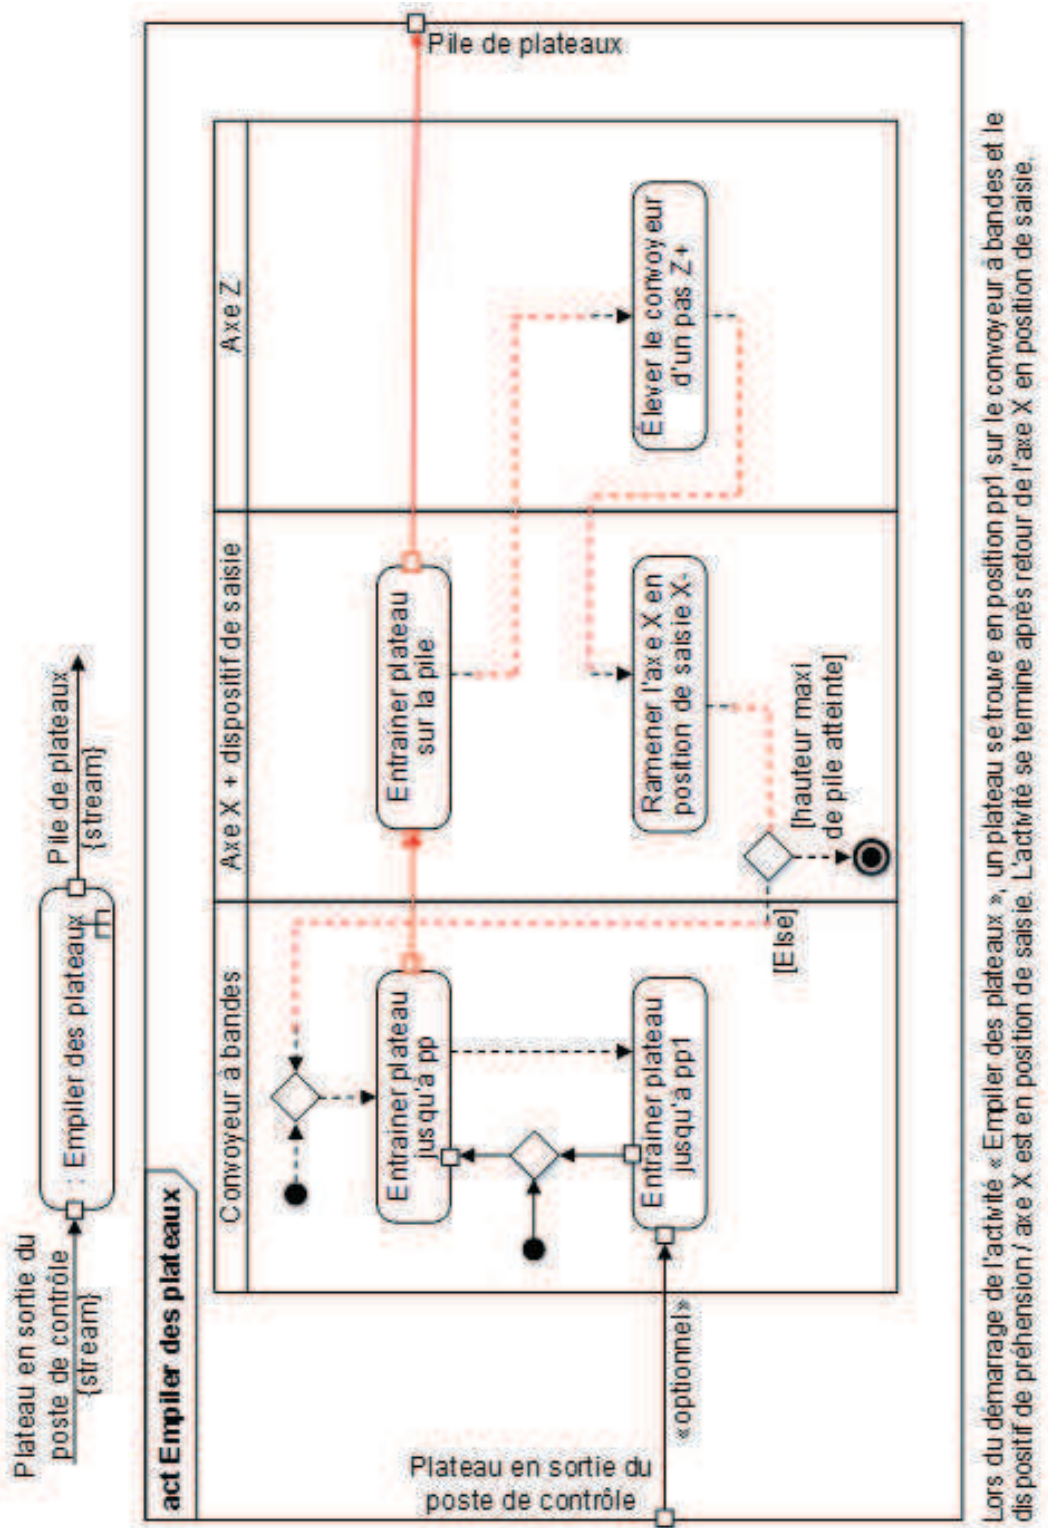 Plateau en sortie du
poste de contrôle
{stream}
: Empiler des plateaux
Pile de plateaux
{stream}
act Empiler des plateaux
Pile de plateaux
Convoyeur à bandes
Axe X + dispositif de saisie
Axe Z
Entrainer plateau
jusqu'à pp
Entrainer plateau
sur la pile
Entrainer plateau
jusqu'à pp1
Ramener l'axe X en
position de saisie X-
Élever le convoyeur
d'un pas Z+
[Else]
[hauteur maxi
de pile atteinte]
Plateau en sortie du
poste de contrôle
«optionnel»
Lors du démarrage de l'activité « Empiler des plateaux », un plateau se trouve en position pp1 sur le convoyeur à bandes et le
dispositif de préhension / axe X est en position de saisie. L'activité se termine après retour de l'axe X en position de saisie.